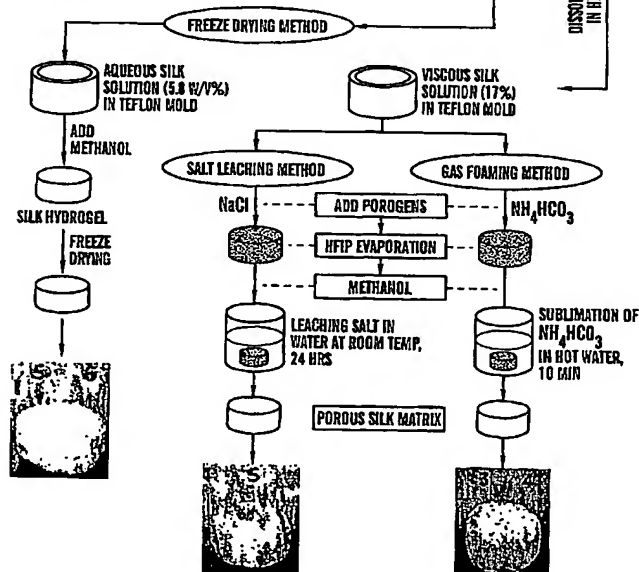 FREEZE DRYING METHOD
AQUEOUS SILK
SOLUTION (5.8 W/V%)
IN TEFLON MOLD
ADD
METHANOL
SILK HYDROGEL
FREEZE
DRYING
VISCOUS SILK
SOLUTION (17%)
IN TEFLON MOLD
SALT LEACHING METHOD
GAS FOAMING METHOD
NaCl
ADD POROGENS
NH4HCO3
HFIP EVAPORATION
METHANOL
LEACHING SALT IN
WATER AT ROOM TEMP,
24 HRS
SUBLIMATION OF
NH4HCO3
IN HOT WATER,
10 MIN
POROUS SILK MATRIX